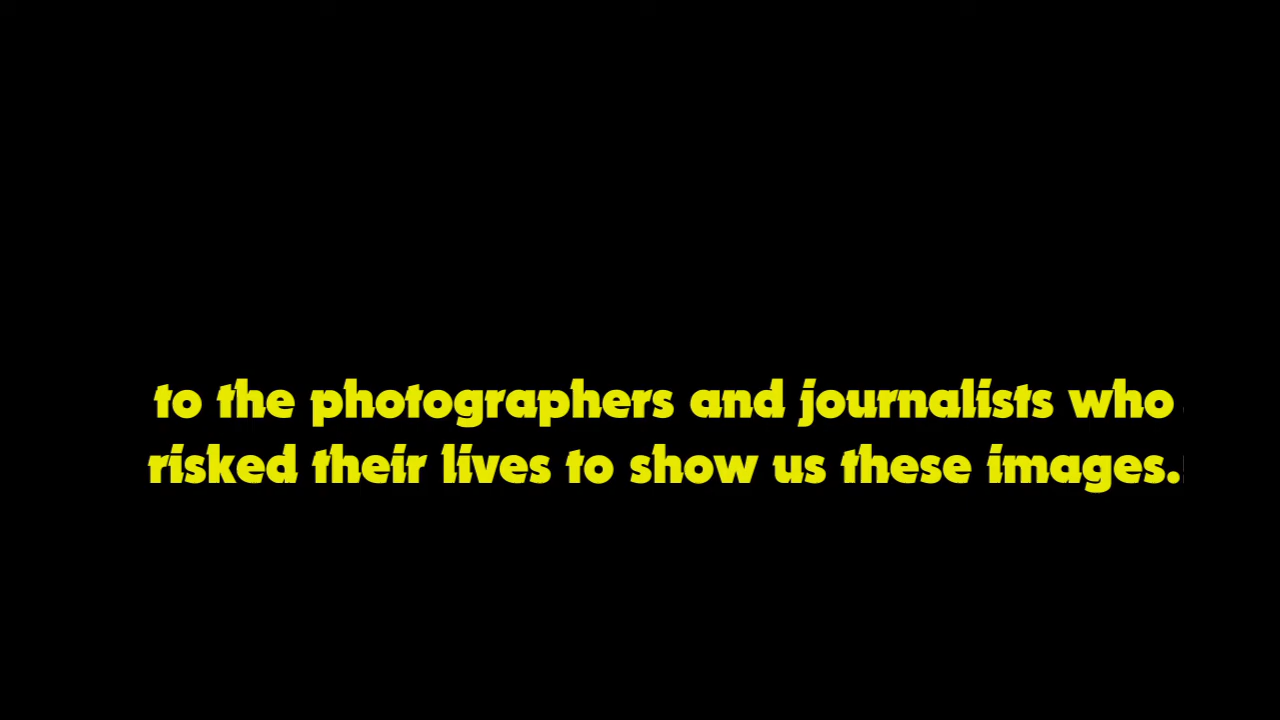 to the photographers and journalists who
risked their lives to show us these images.